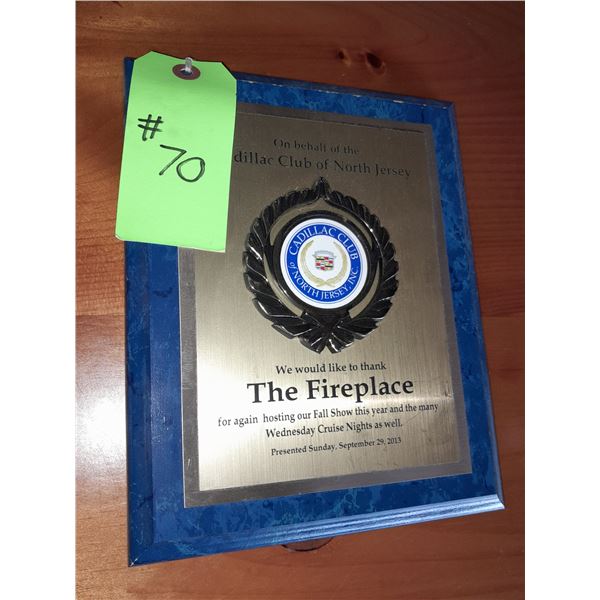 # 70
On behalf of the
dillac Club of North Jersey
CADILLAC CLUB
of NORTH JERSEY, INC.
We would like to thank
The Fireplace
for again hosting our Fall Show this year and the many
Wednesday Cruise Nights as well.
Presented Sunday, September 29, 2013